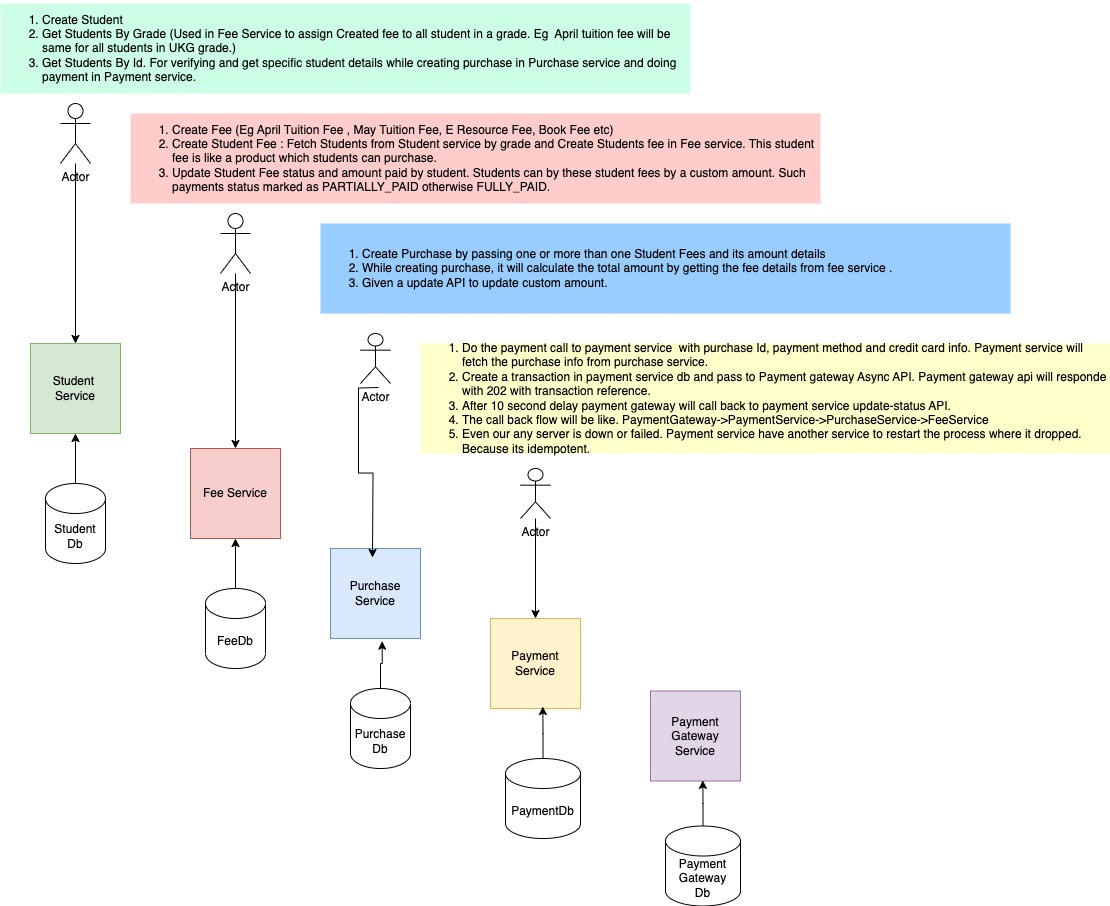 1. Create Student
2. Get Students By Grade (Used in Fee Service to assign Created fee to all student in a grade. Eg  April tuition fee will be
same for all students in UKG grade.)
3. Get Students By Id. For verifying and get specific student details while creating purchase in Purchase service and doing
payment in Payment service.
Actor
1. Create Fee (Eg April Tuition Fee , May Tuition Fee, E Resource Fee, Book Fee etc)
2. Create Student Fee : Fetch Students from Student service by grade and Create Students fee in Fee service. This student
fee is like a product which students can purchase.
3. Update Student Fee status and amount paid by student. Students can by these student fees by a custom amount. Such
payments status marked as PARTIALLY_PAID otherwise FULLY_PAID.
Actor
1. Create Purchase by passing one or more than one Student Fees and its amount details
2. While creating purchase, it will calculate the total amount by getting the fee details from fee service .
3. Given a update API to update custom amount.
Actor
1. Do the payment call to payment service  with purchase Id, payment method and credit card info. Payment service will
fetch the purchase info from purchase service.
2. Create a transaction in payment service db and pass to Payment gateway Async API. Payment gateway api will responde
with 202 with transaction reference.
3. After 10 second delay payment gateway will call back to payment service update-status API.
4. The call back flow will be like. PaymentGateway->PaymentService->PurchaseService->FeeService
5. Even our any server is down or failed. Payment service have another service to restart the process where it dropped.
Because its idempotent.
Actor
Student
Service
Student
Db
Fee Service
FeeDb
Purchase
Service
Purchase
Db
Payment
Service
PaymentDb
Payment
Gateway
Service
Payment
Gateway
Db